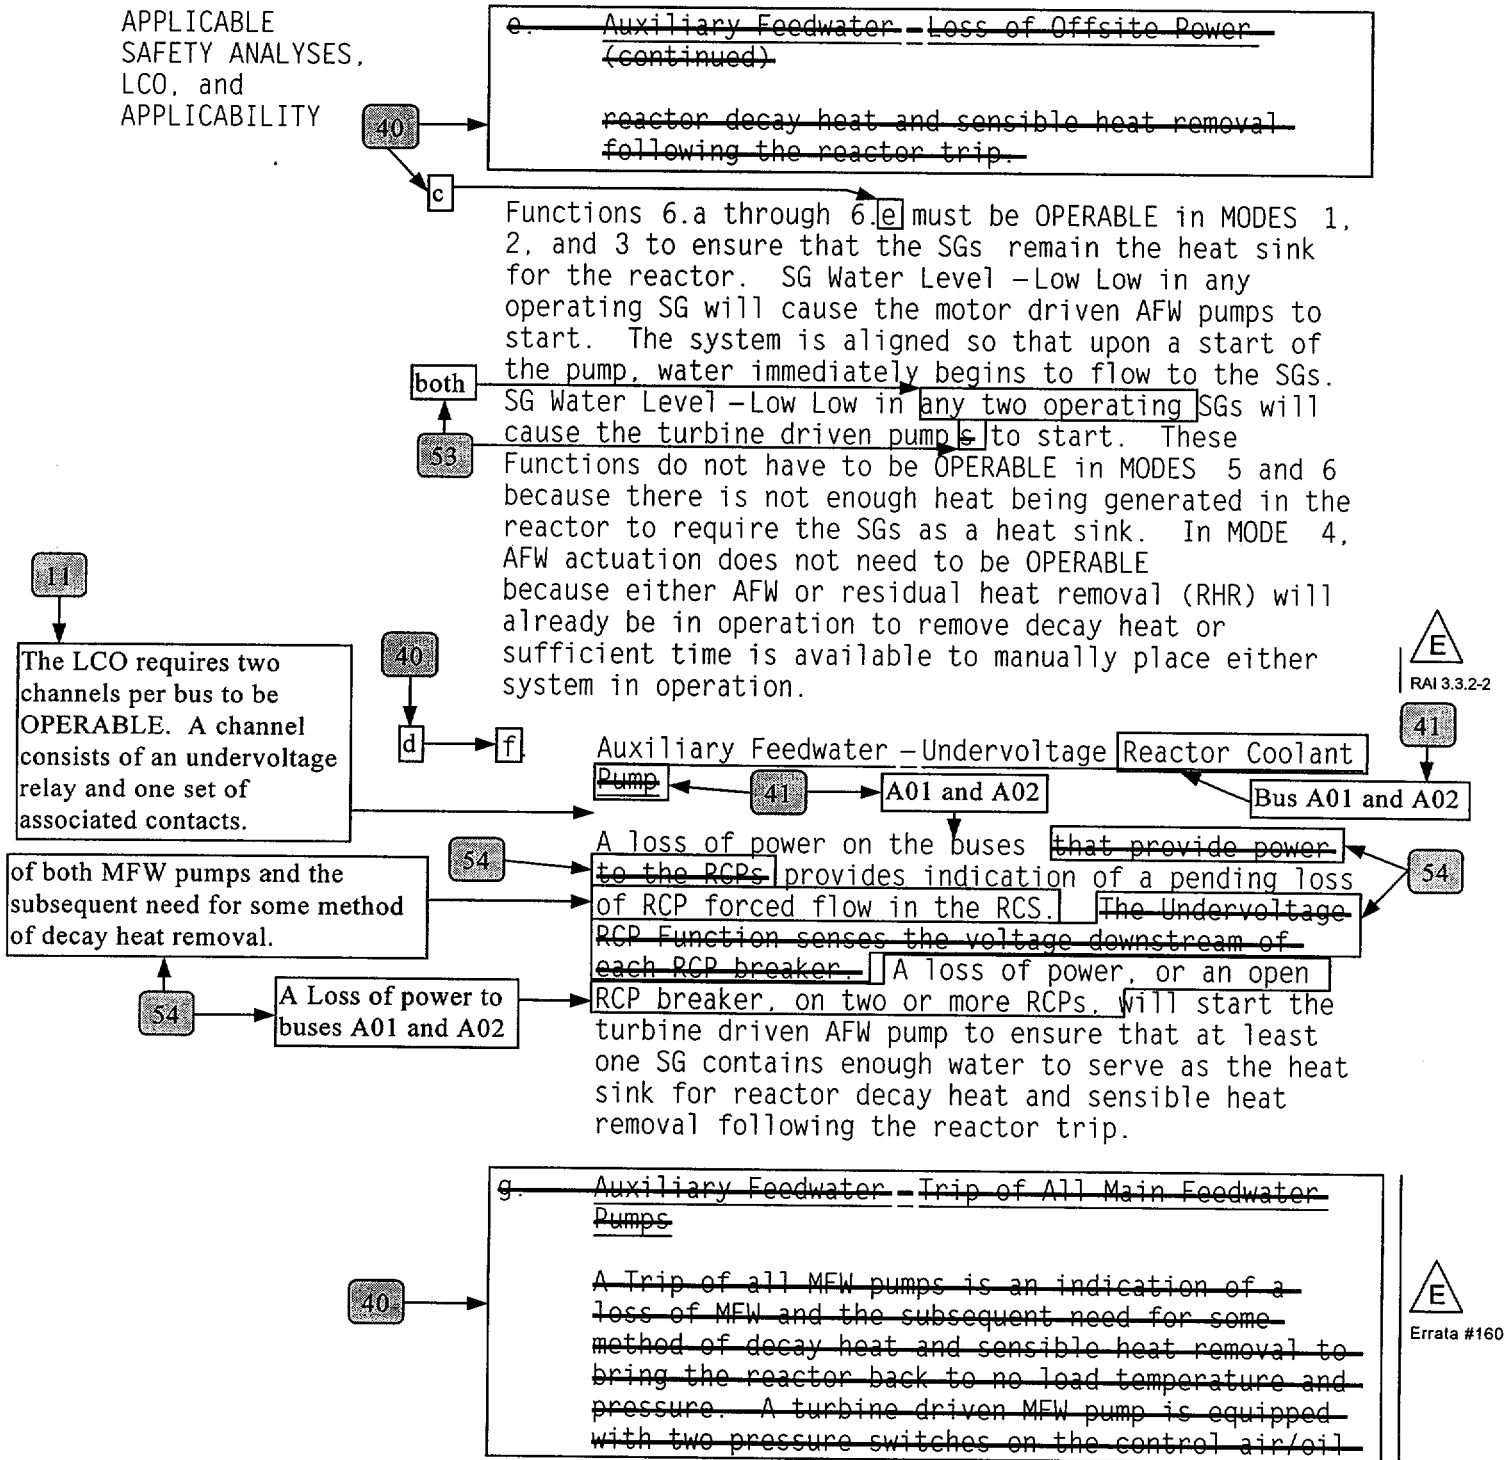 APPLICABLE
SAFETY ANALYSES,
LCO, and
APPLICABILITY
e. Auxiliary Feedwater – Loss of Offsite Power
(continued)
reactor decay heat and sensible heat removal
following the reactor trip.
40
c
Functions 6.a through 6.e must be OPERABLE in MODES 1,
2, and 3 to ensure that the SGs remain the heat sink
for the reactor. SG Water Level – Low Low in any
operating SG will cause the motor driven AFW pumps to
start. The system is aligned so that upon a start of
the pump, water immediately begins to flow to the SGs.
both
SG Water Level – Low Low in any two operating SGs will
cause the turbine driven pump s to start. These
53
Functions do not have to be OPERABLE in MODES 5 and 6
because there is not enough heat being generated in the
reactor to require the SGs as a heat sink. In MODE 4,
AFW actuation does not need to be OPERABLE
because either AFW or residual heat removal (RHR) will
already be in operation to remove decay heat or
sufficient time is available to manually place either
system in operation.
E
RAI 3.3.2-2
11
The LCO requires two
channels per bus to be
OPERABLE. A channel
consists of an undervoltage
relay and one set of
associated contacts.
40
d
f.
Auxiliary Feedwater – Undervoltage Reactor Coolant
Pump
41
A01 and A02
41
Bus A01 and A02
A loss of power on the buses that provide power
to the RCPs provides indication of a pending loss
of RCP forced flow in the RCS. The Undervoltage
RCP Function senses the voltage downstream of
each RCP breaker. A loss of power, or an open
RCP breaker, on two or more RCPs, will start the
turbine driven AFW pump to ensure that at least
one SG contains enough water to serve as the heat
sink for reactor decay heat and sensible heat
removal following the reactor trip.
54
54
of both MFW pumps and the
subsequent need for some method
of decay heat removal.
54
A Loss of power to
buses A01 and A02
g. Auxiliary Feedwater – Trip of All Main Feedwater
Pumps
40
A Trip of all MFW pumps is an indication of a
loss of MFW and the subsequent need for some
method of decay heat and sensible heat removal to
bring the reactor back to no load temperature and
pressure. A turbine driven MFW pump is equipped
with two pressure switches on the control air/oil
E
Errata #160